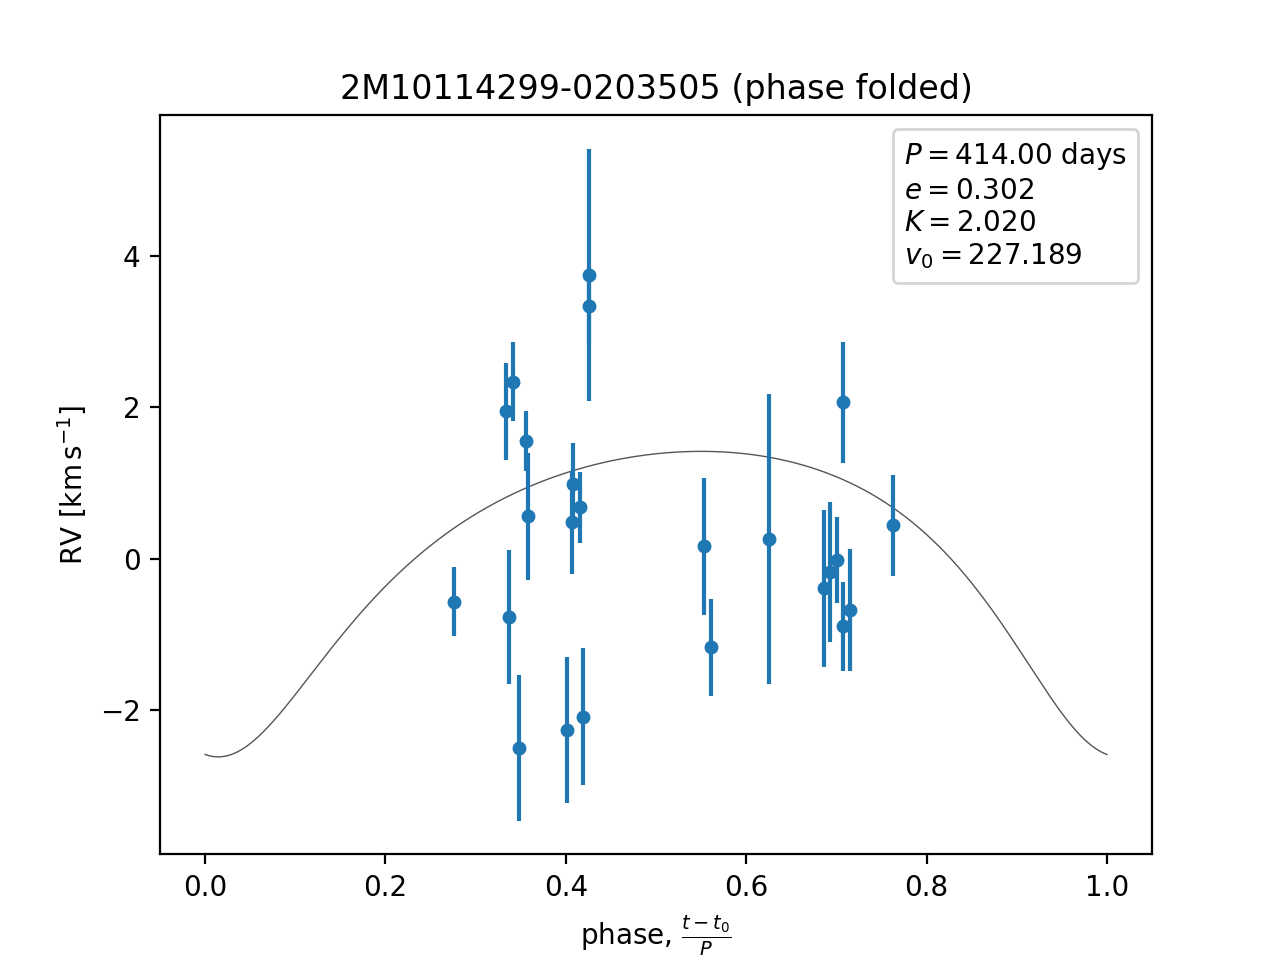 2M10114299-0203505 (phase folded)
P = 414.00 days
e = 0.302
K = 2.020
v₀ = 227.189
4
2
0
−2
RV [km s⁻¹]
0.0 0.2 0.4 0.6 0.8 1.0
phase, (t − t₀)/P